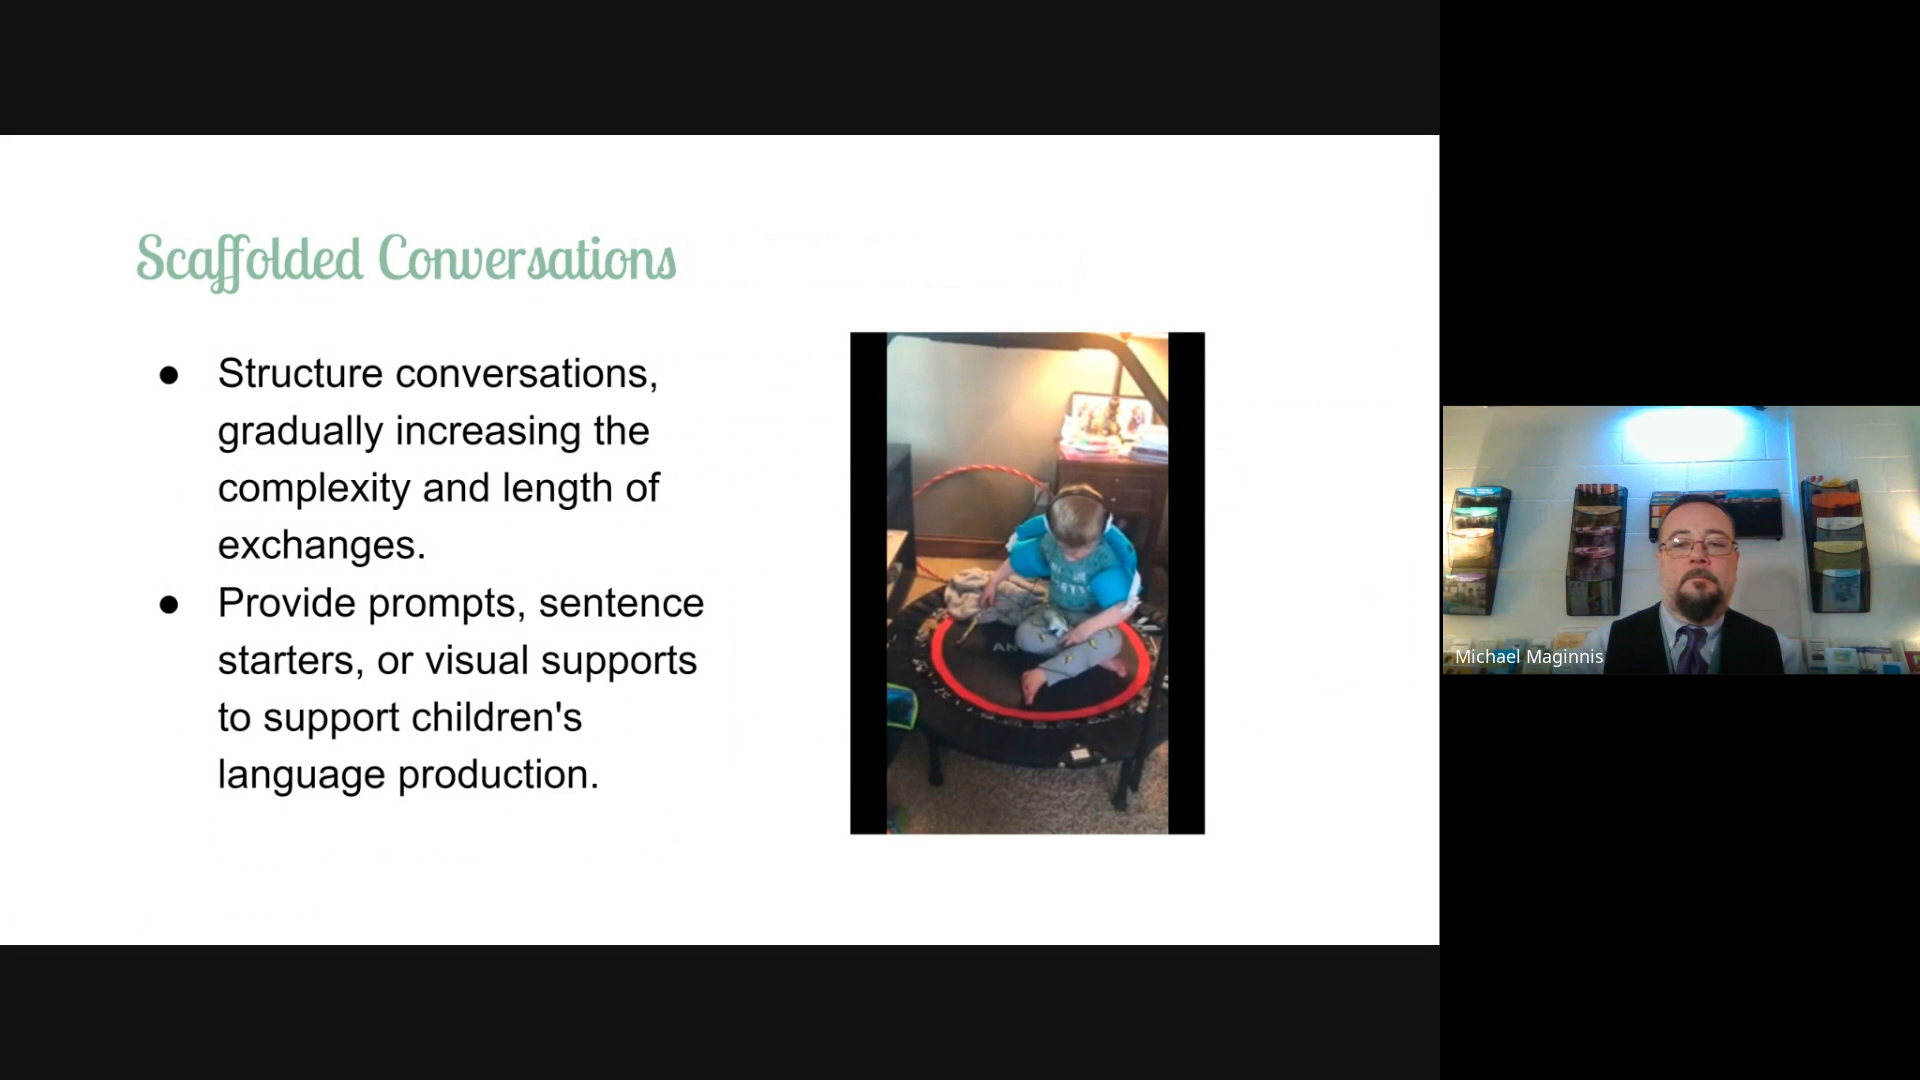 Scaffolded Conversations
● Structure conversations,
gradually increasing the
complexity and length of
exchanges.
● Provide prompts, sentence
starters, or visual supports
to support children's
language production.
AN
Michael Maginnis